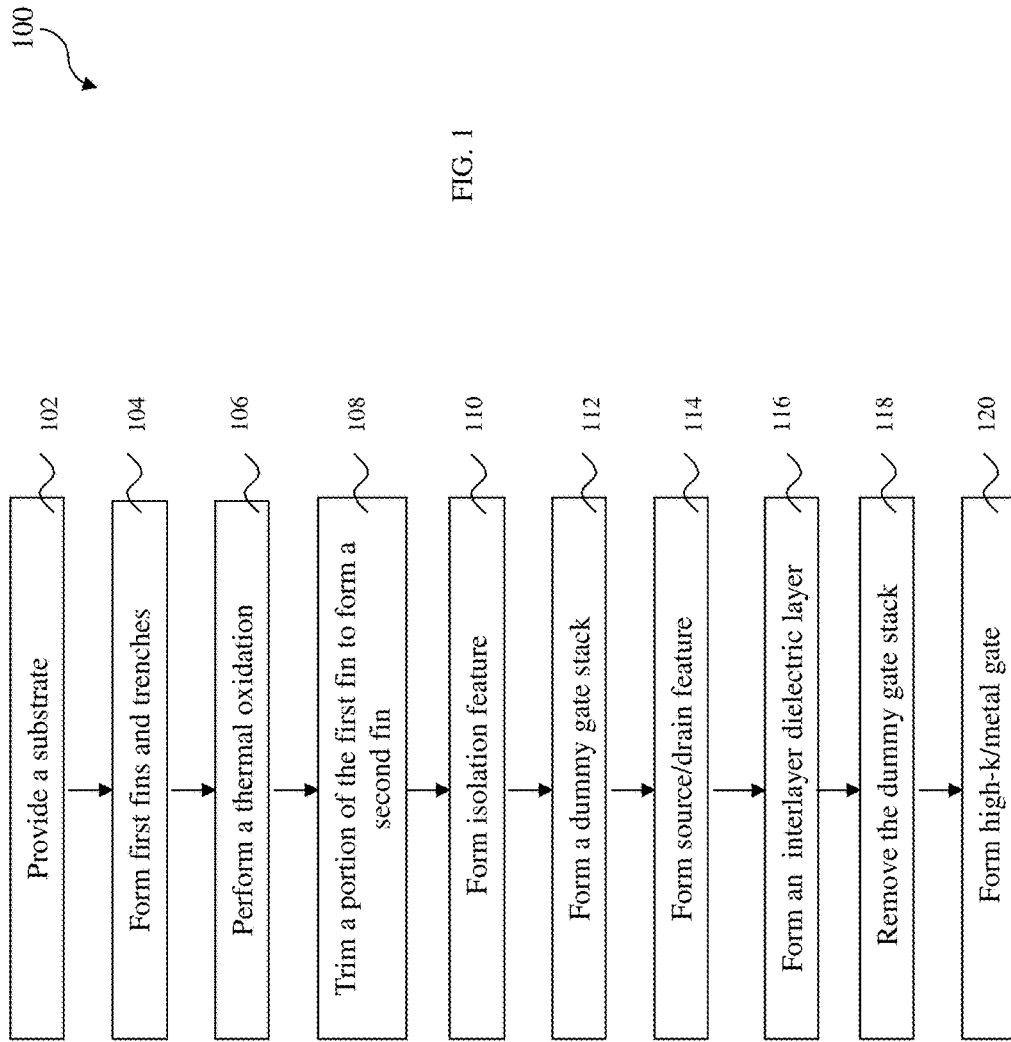 100
Provide a substrate
102
Form first fins and trenches
104
Perform a thermal oxidation
106
Trim a portion of the first fin to form a
second fin
108
Form isolation feature
110
Form a dummy gate stack
112
Form source/drain feature
114
Form an interlayer dielectric layer
116
Remove the dummy gate stack
118
Form high-k/metal gate
120
FIG. 1